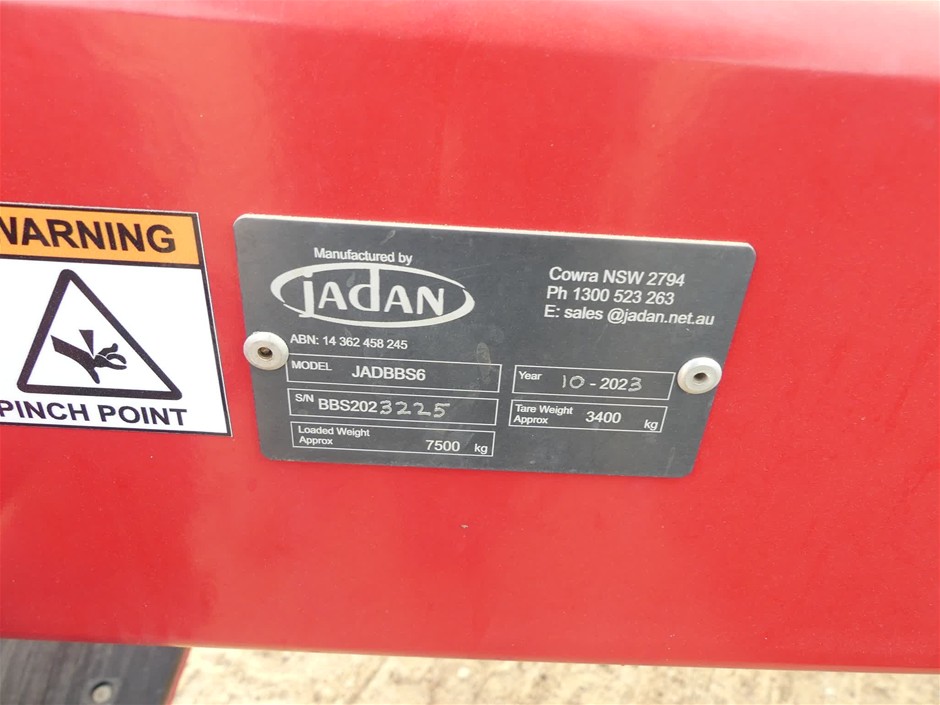 WARNING
PINCH POINT
Manufactured by
JADAN
ABN: 14 362 458 245
Cowra NSW 2794
Ph 1300 523 263
E: sales @jadan.net.au
MODEL JADBBS6
Year 10-2023
S/N BBS2023225
Tare Weight Approx 3400 kg
Loaded Weight Approx 7500 kg